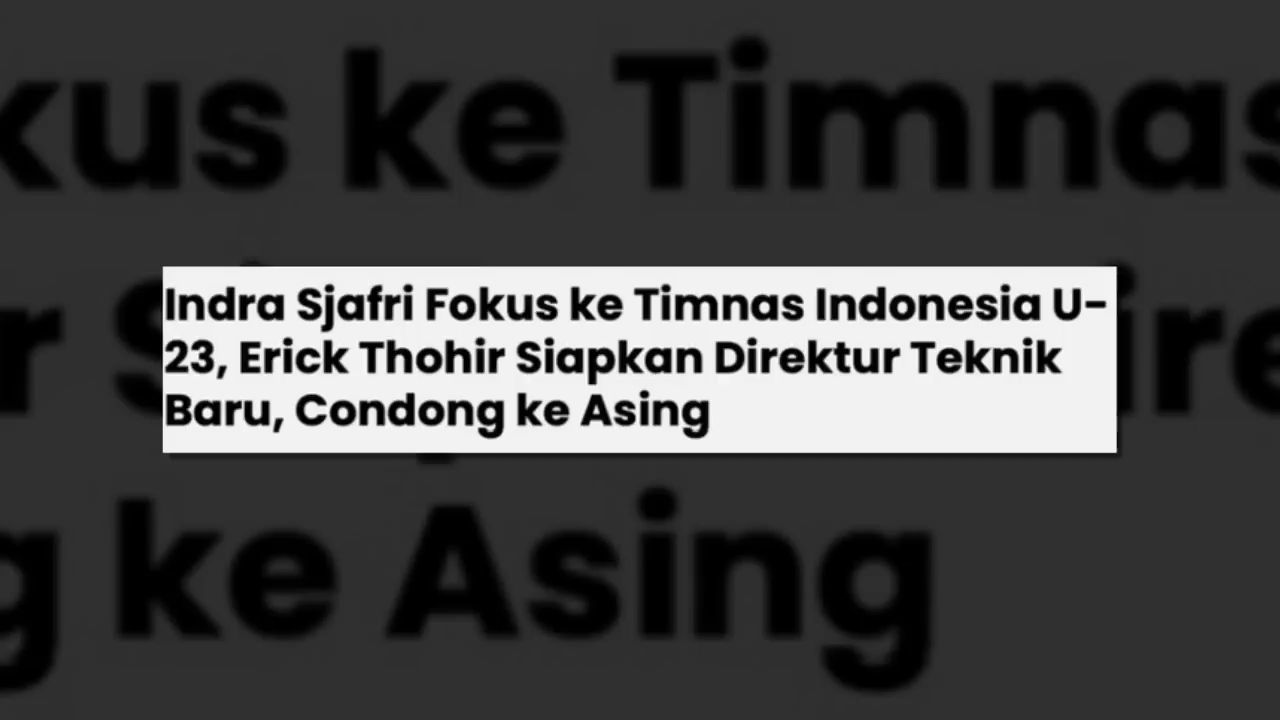 Indra Sjafri Fokus ke Timnas Indonesia U-
23, Erick Thohir Siapkan Direktur Teknik
Baru, Condong ke Asing